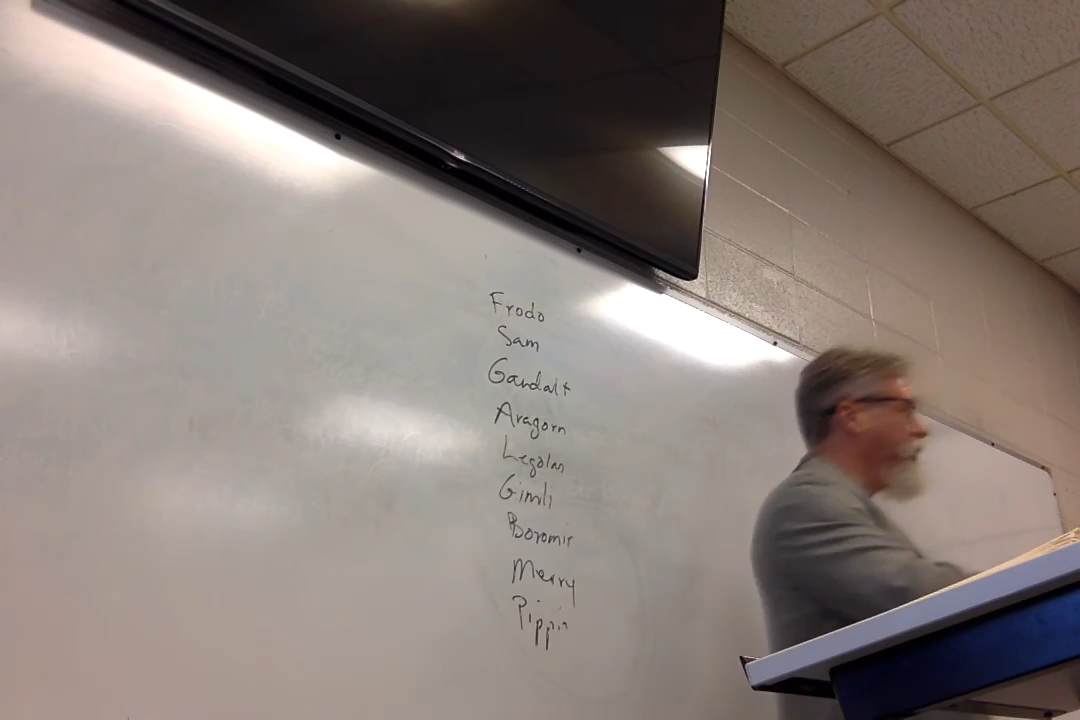 Frodo
Sam
Gandalf
Aragorn
Legolas
Gimli
Boromir
Merry
Pippin